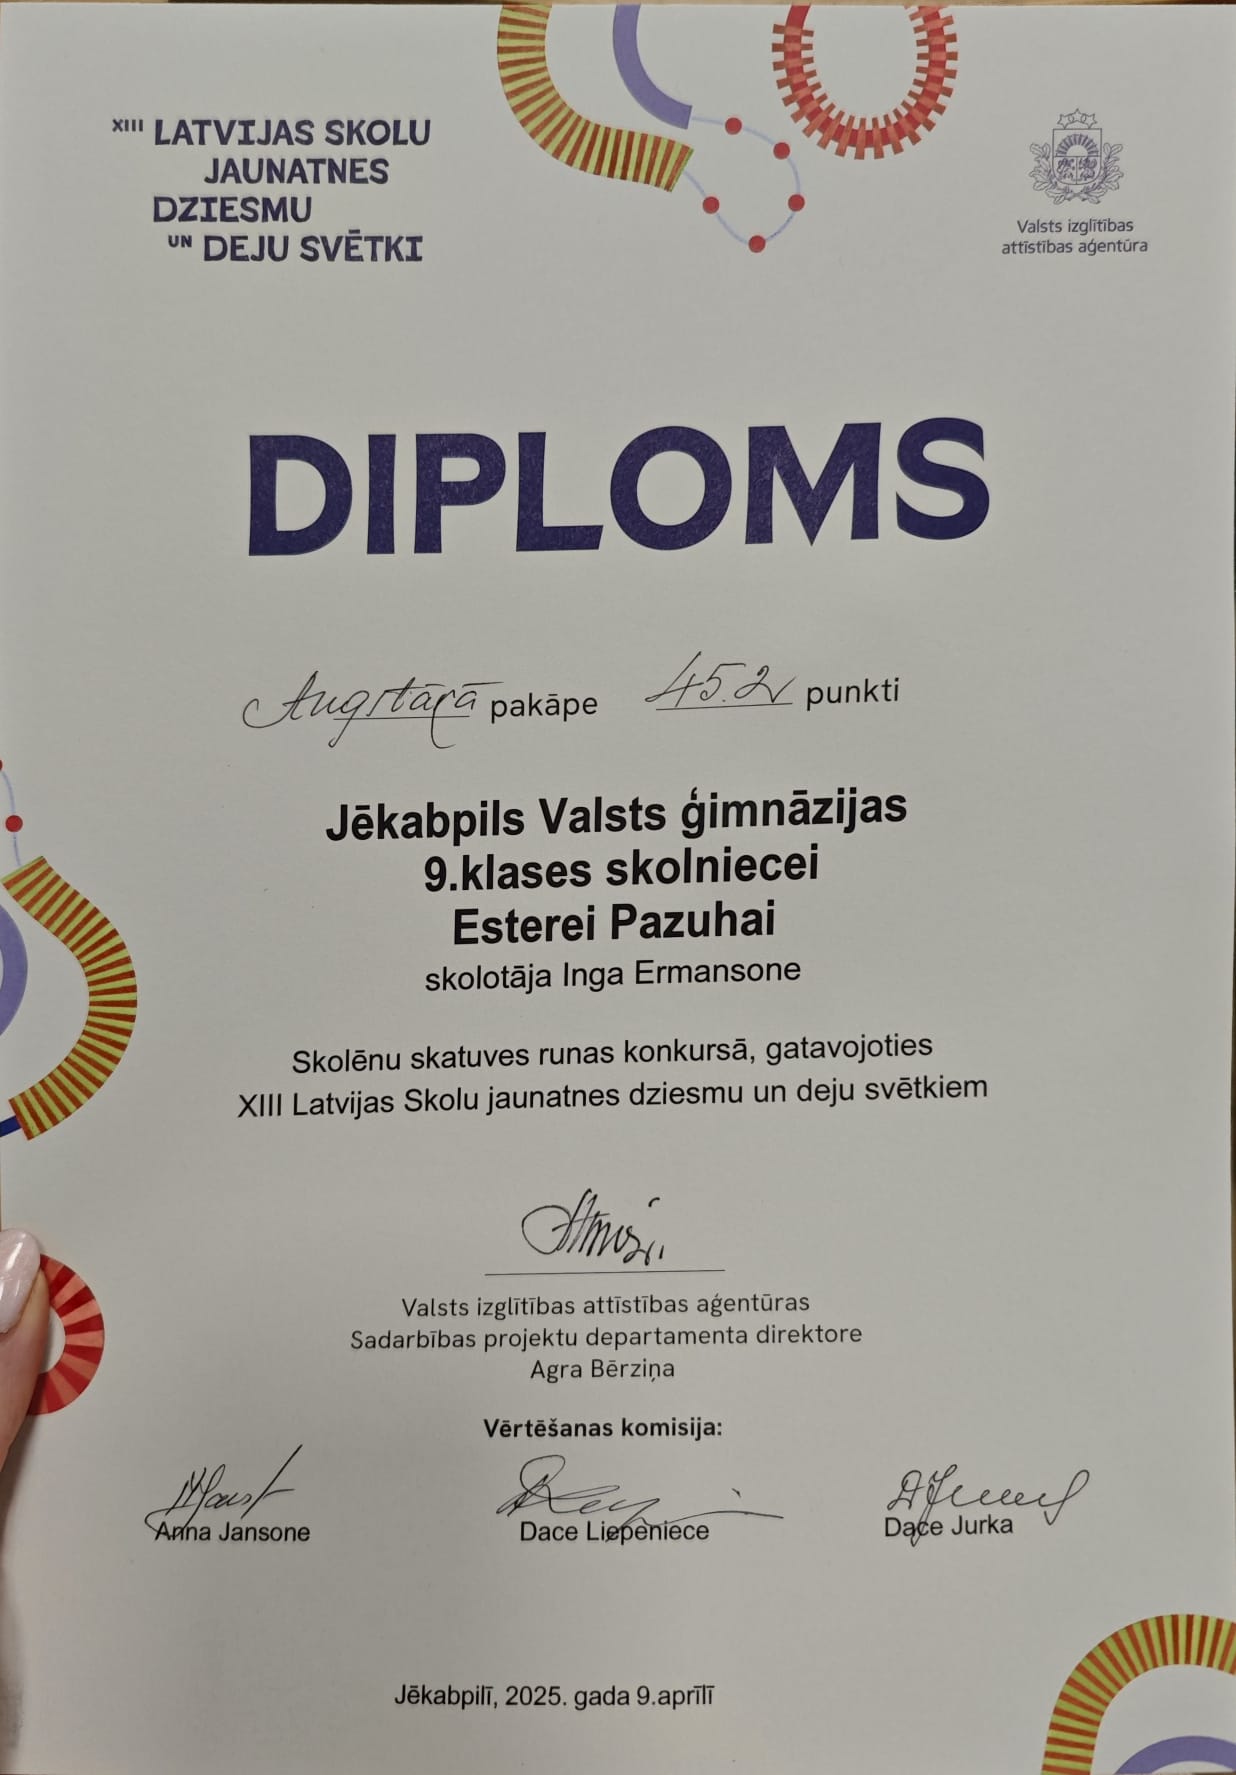 XIII LATVIJAS SKOLU
JAUNATNES
DZIESMU
UN DEJU SVĒTKI
Valsts izglītības
attīstības aģentūra
DIPLOMS
Augstākā pakāpe 45.2 punkti
Jēkabpils Valsts ģimnāzijas
9.klases skolniecei
Esterei Pazuhai
skolotāja Inga Ermansone
Skolēnu skatuves runas konkursā, gatavojoties
XIII Latvijas Skolu jaunatnes dziesmu un deju svētkiem
Valsts izglītības attīstības aģentūras
Sadarbības projektu departamenta direktore
Agra Bērziņa
Vērtēšanas komisija:
Anna Jansone Dace Liepeniece Dace Jurka
Jēkabpilī, 2025. gada 9.aprīlī